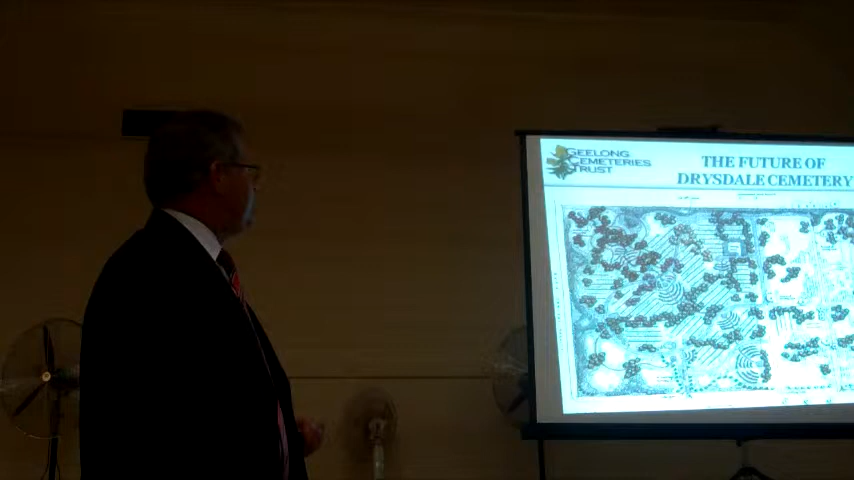 GEELONG
CEMETERIES
TRUST
THE FUTURE OF
DRYSDALE CEMETERY